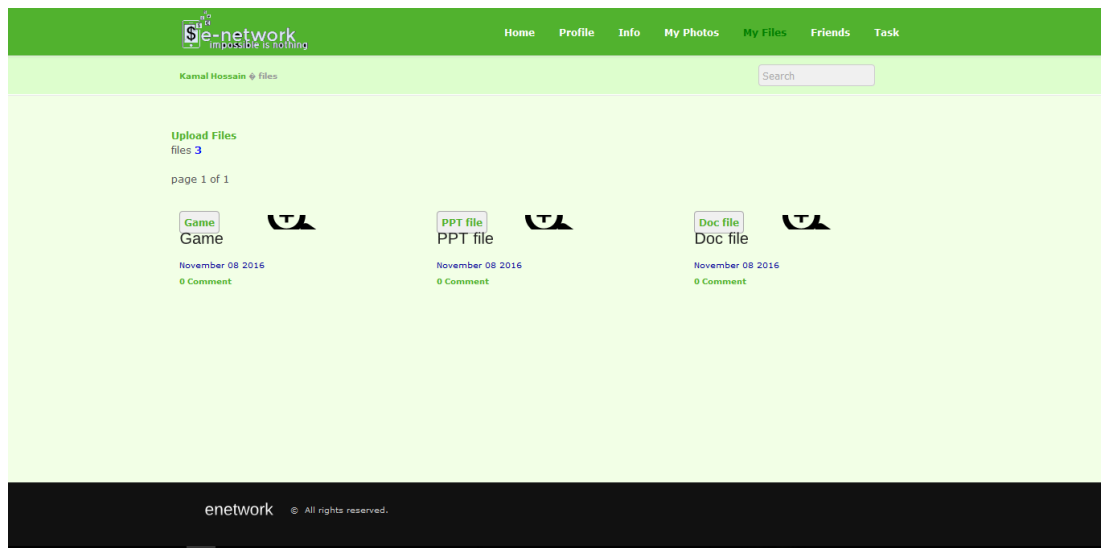 $e-network
impossible is nothing
Home Profile Info My Photos My Files Friends Task
Kamal Hossain � files
Search
Upload Files
files 3
page 1 of 1
Game PPT file Doc file
Game PPT file Doc file
November 08 2016 November 08 2016 November 08 2016
0 Comment 0 Comment 0 Comment
enetwork © All rights reserved.